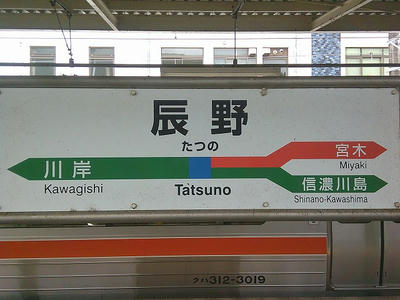 辰野
たつの
川岸
Kawagishi
Tatsuno
宮木
Miyaki
信濃川島
Shinano-Kawashima
クハ312-3019